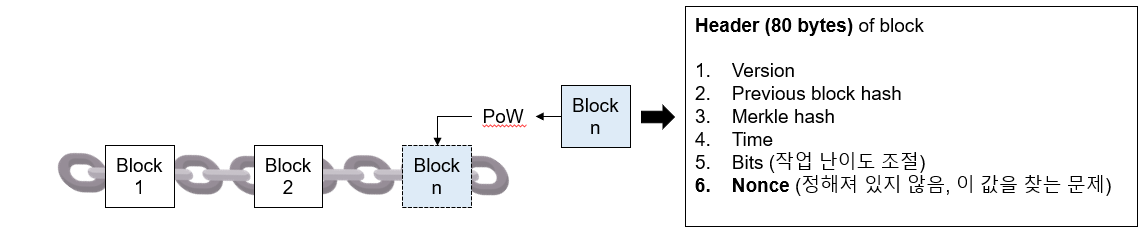 Header (80 bytes) of block
1. Version
2. Previous block hash
3. Merkle hash
4. Time
5. Bits (작업 난이도 조절)
6. Nonce (정해져 있지 않음, 이 값을 찾는 문제)
Block
n
PoW
Block
1
Block
2
Block
n